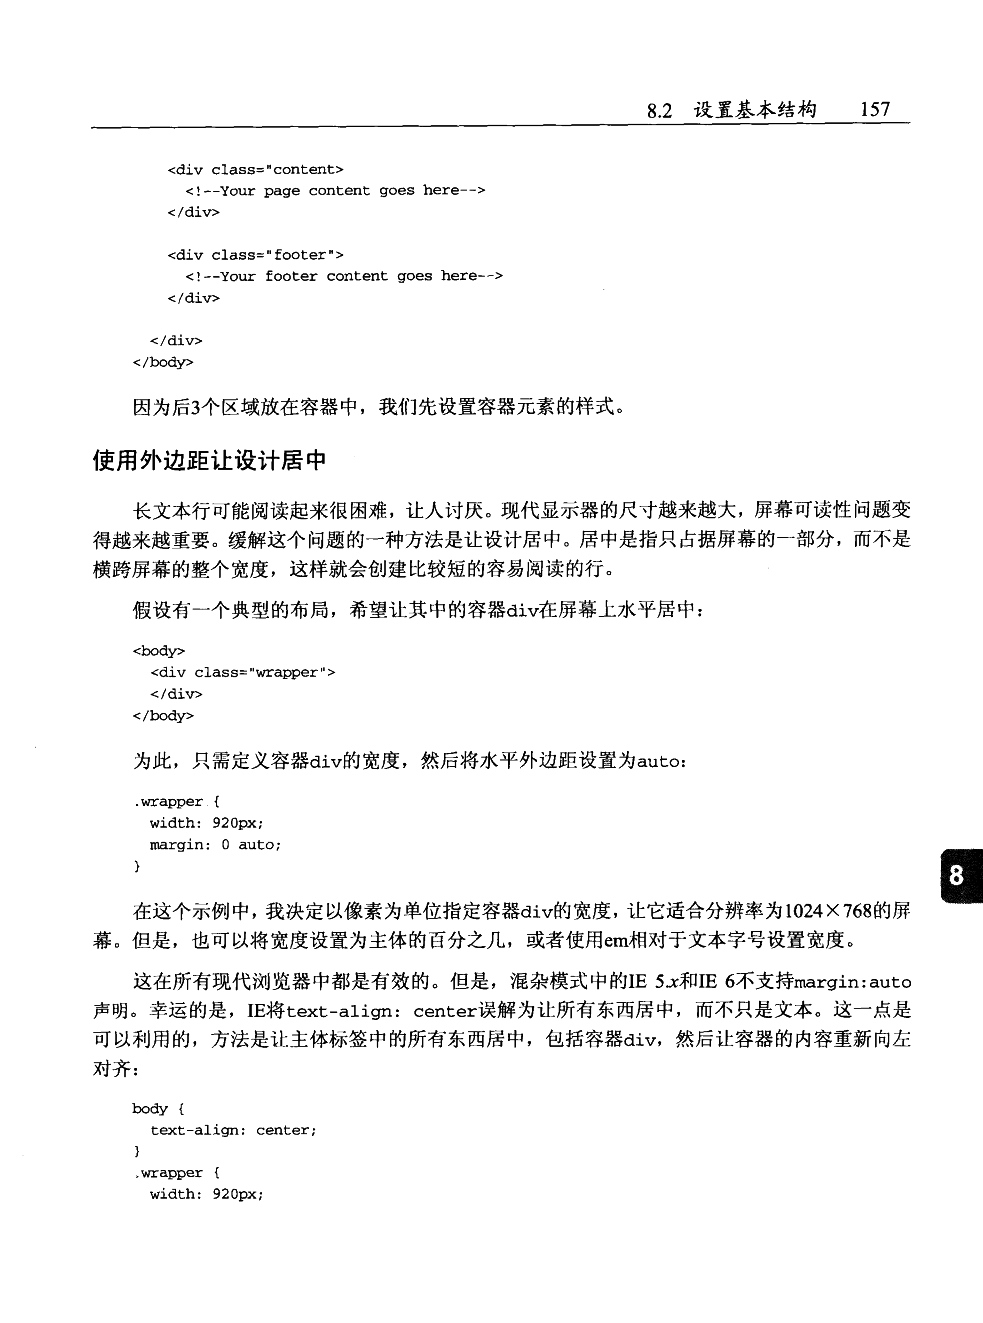 8.2 设置基本结构 157
<div class="content>
<!--Your page content goes here-->
</div>
<div class="footer">
<!--Your footer content goes here-->
</div>
</div>
</body>
因为后3个区域放在容器中，我们先设置容器元素的样式。
使用外边距让设计居中
长文本行可能阅读起来很困难，让人讨厌。现代显示器的尺寸越来越大，屏幕可读性问题变
得越来越重要。缓解这个问题的一种方法是让设计居中。居中是指只占据屏幕的一部分，而不是
横跨屏幕的整个宽度，这样就会创建比较短的容易阅读的行。
假设有一个典型的布局，希望让其中的容器div在屏幕上水平居中：
<body>
<div class="wrapper">
</div>
</body>
为此，只需定义容器div的宽度，然后将水平外边距设置为auto：
.wrapper {
width: 920px;
margin: 0 auto;
}
8
在这个示例中，我决定以像素为单位指定容器div的宽度，让它适合分辨率为1024×768的屏
幕。但是，也可以将宽度设置为主体的百分之几，或者使用em相对于文本字号设置宽度。
这在所有现代浏览器中都是有效的。但是，混杂模式中的IE 5.x和IE 6不支持margin:auto
声明。幸运的是，IE将text-align: center误解为让所有东西居中，而不只是文本。这一点是
可以利用的，方法是让主体标签中的所有东西居中，包括容器div，然后让容器的内容重新向左
对齐：
body {
text-align: center;
}
.wrapper {
width: 920px;